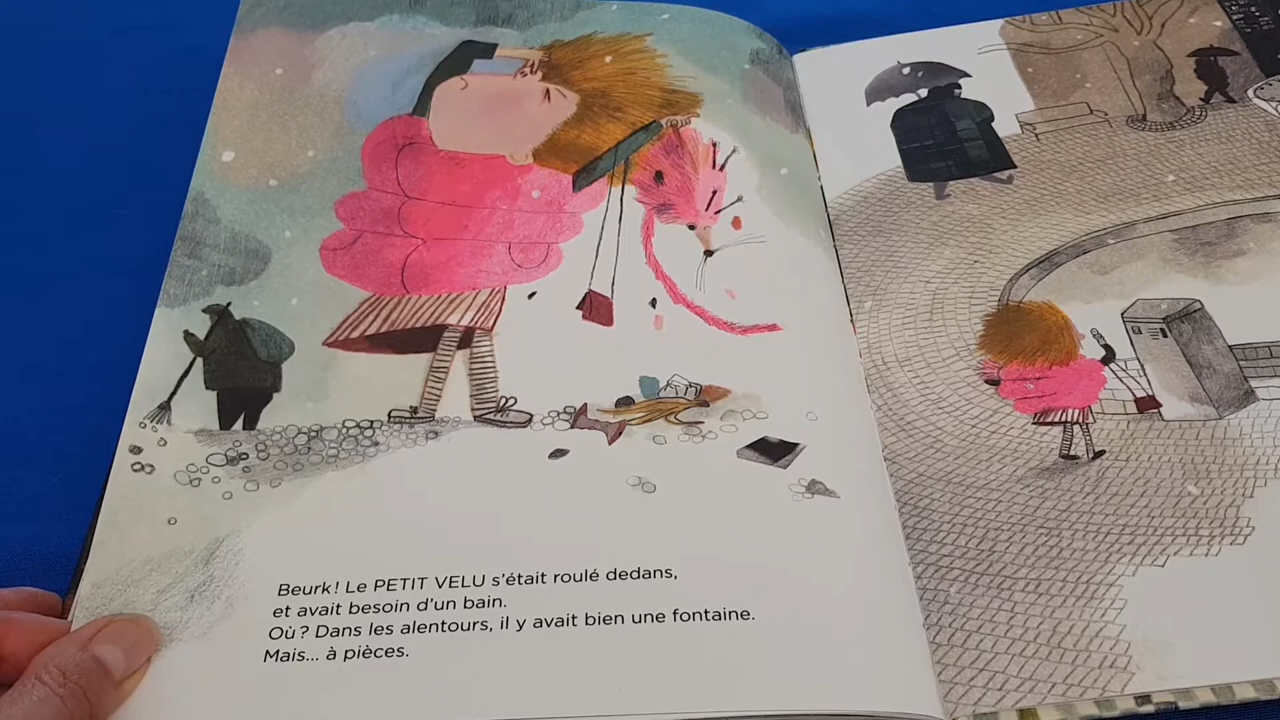 Beurk! Le PETIT VELU s'était roulé dedans,
et avait besoin d'un bain.
Où? Dans les alentours, il y avait bien une fontaine.
Mais... à pièces.